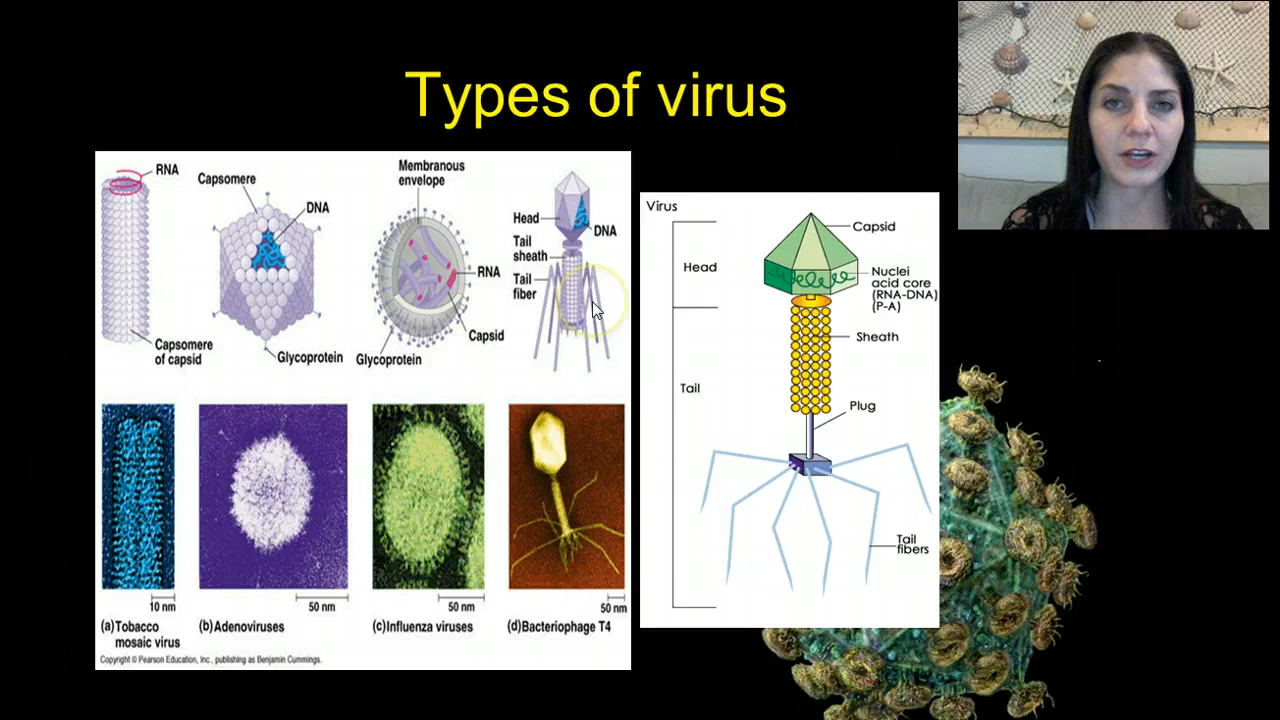 Types of virus
RNA
Capsomere
DNA
Membranous
envelope
Head
DNA
Tail
sheath
Tail
fiber
RNA
Capsid
Capsomere
of capsid
Glycoprotein
Glycoprotein
10 nm
50 nm
50 nm
50 nm
(a) Tobacco
mosaic virus
(b) Adenoviruses
(c) Influenza viruses
(d) Bacteriophage T4
Copyright © Pearson Education, Inc., publishing as Benjamin Cummings.
Virus
Capsid
Head
Nuclei
acid core
(RNA-DNA)
(P-A)
Sheath
Tail
Plug
Tail
fibers